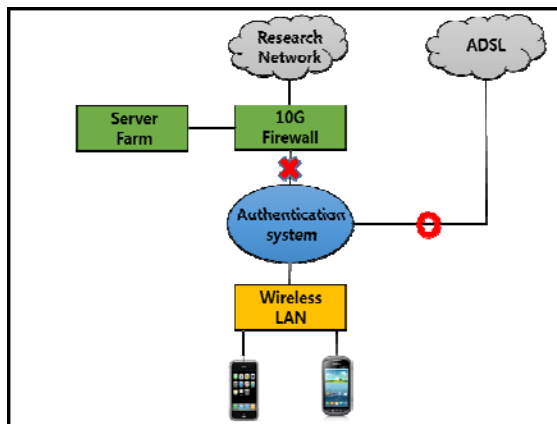 Research
Network
ADSL
Server
Farm
10G
Firewall
Authentication
system
Wireless
LAN